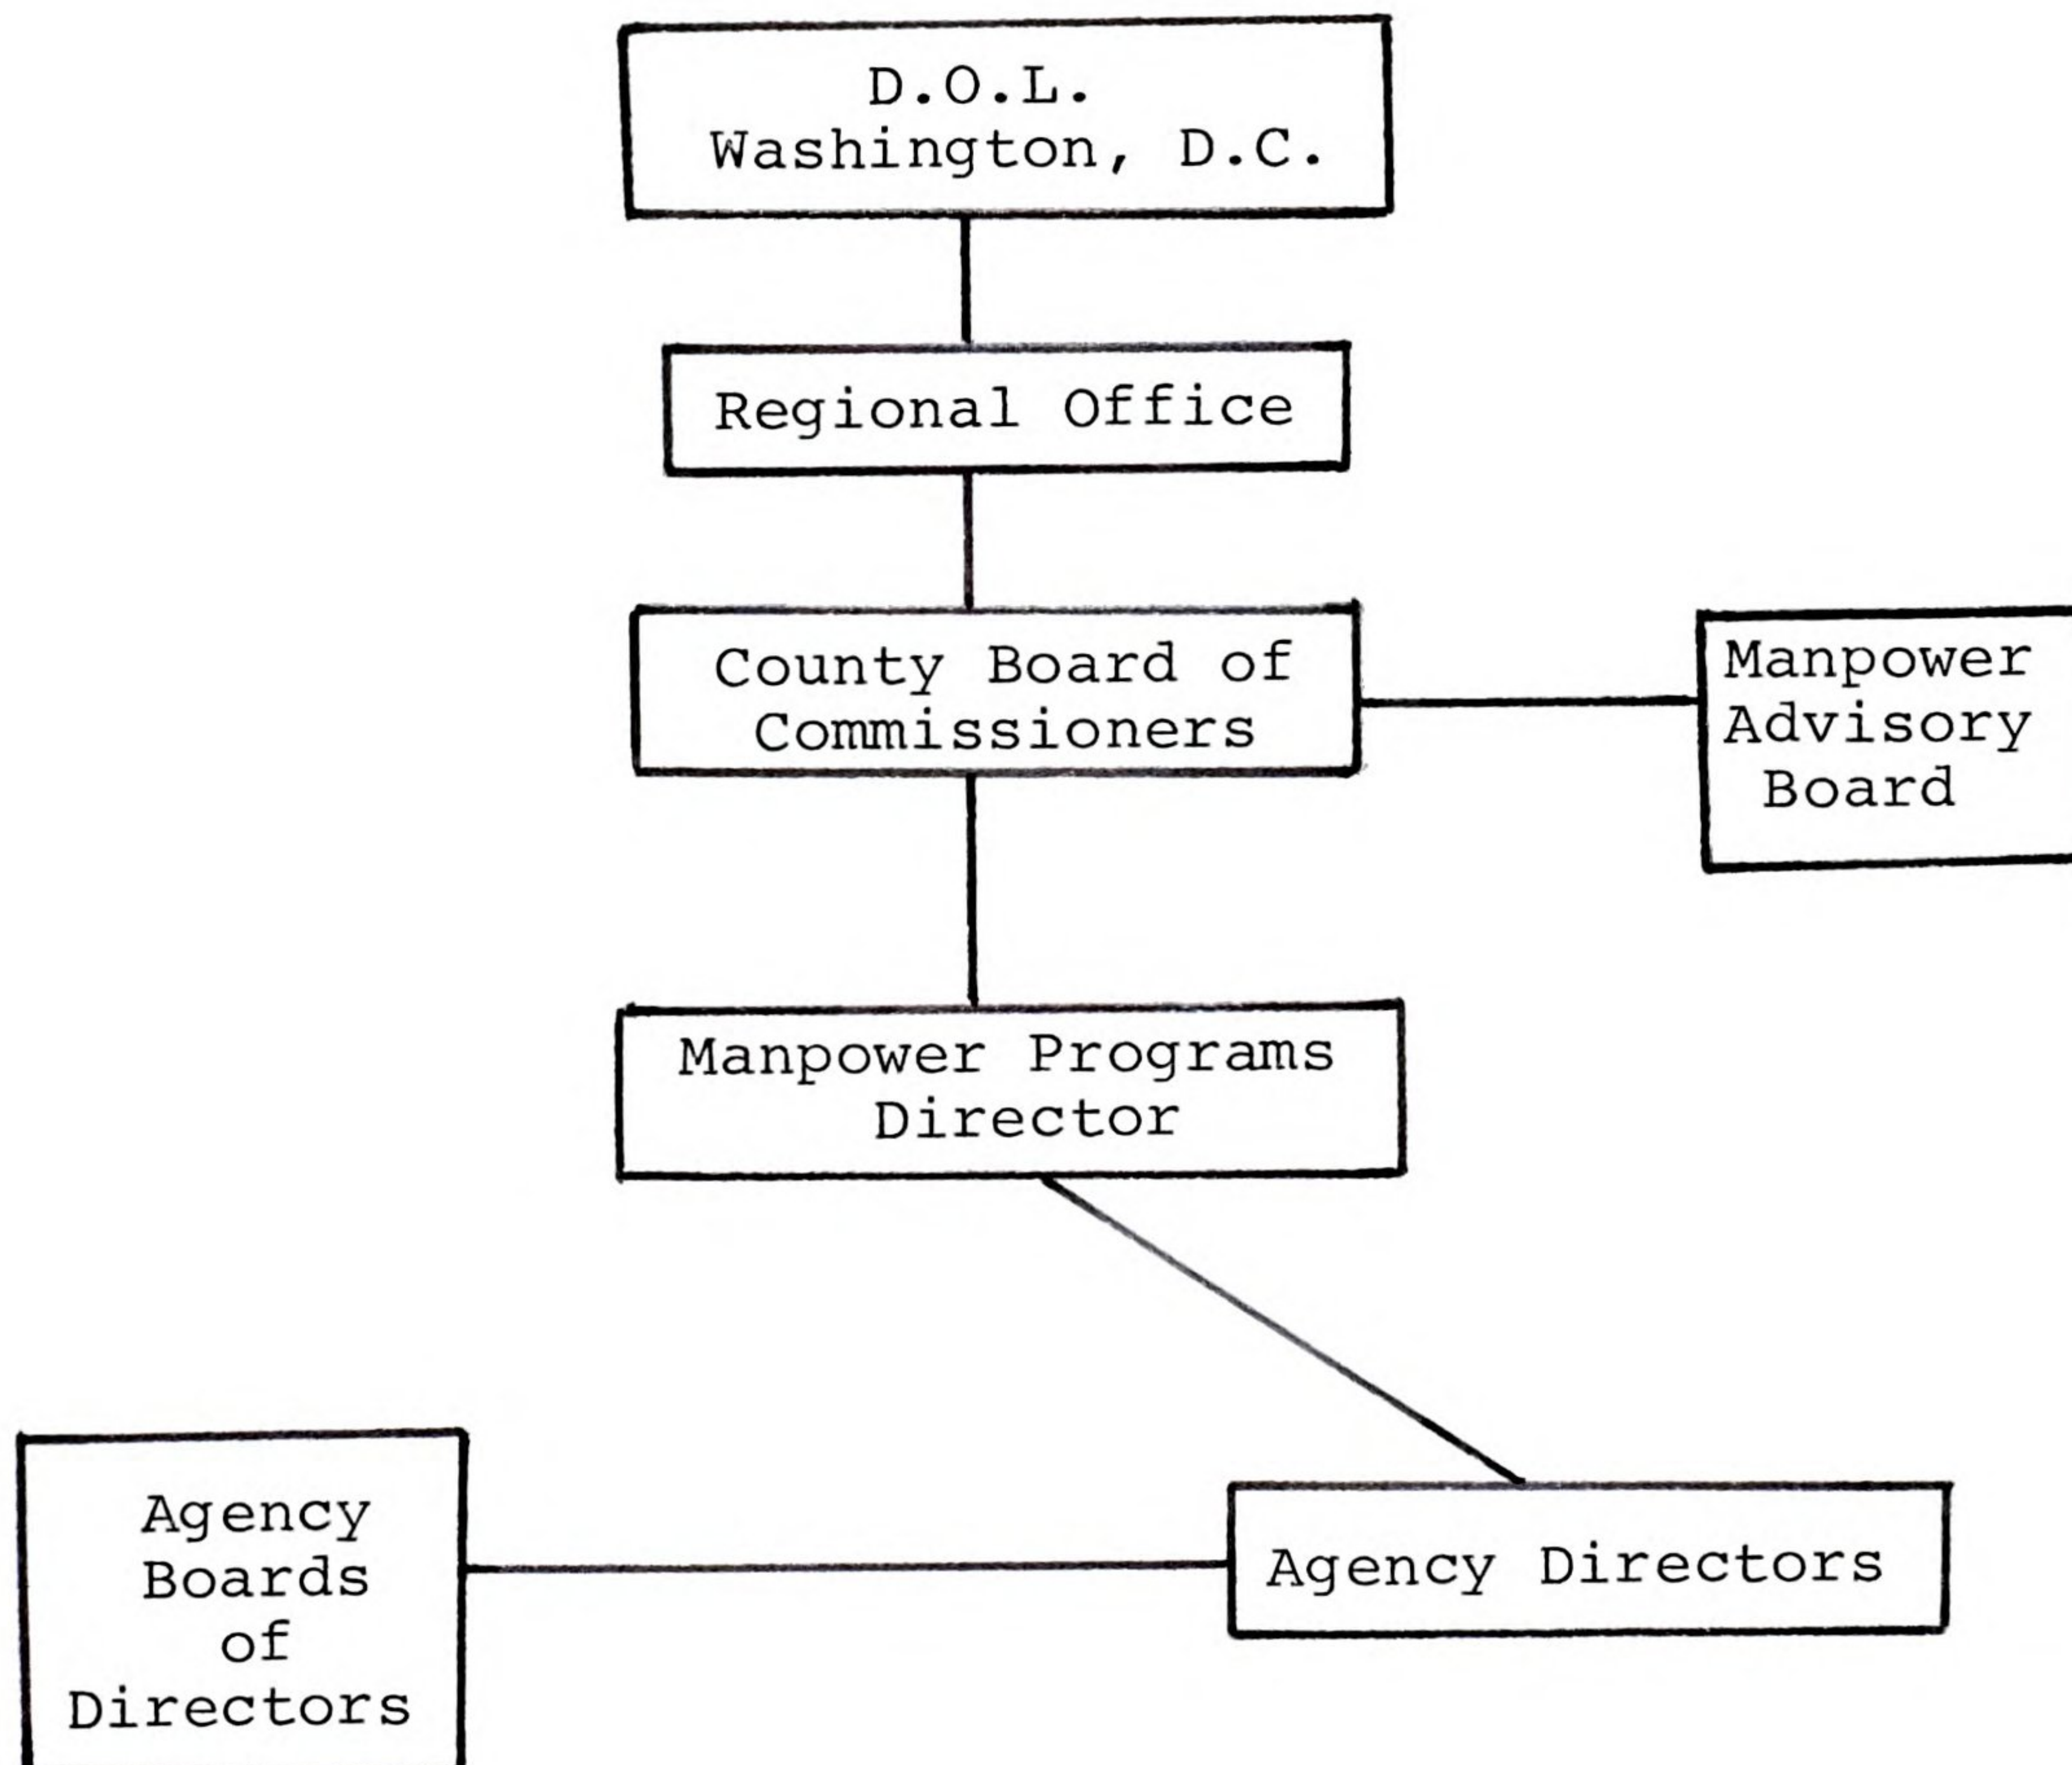 D.O.L.
Washington, D.C.
Regional Office
County Board of
Commissioners
Manpower
Advisory
Board
Manpower Programs
Director
Agency
Boards
of
Directors
Agency Directors